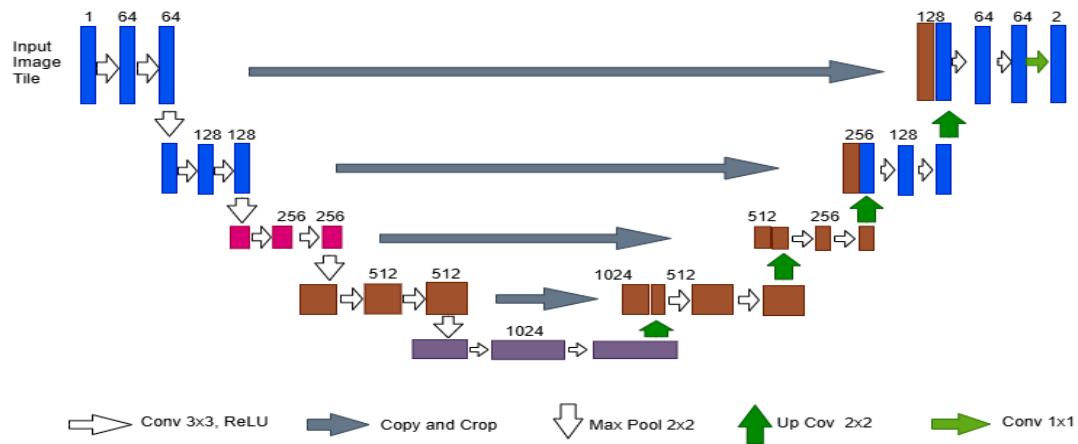 1 64 64
128 64 64 2
Input
Image
Tile
128 128
256 128
256 256
512 256
512 512
1024 512
1024
Conv 3x3, ReLU
Copy and Crop
Max Pool 2x2
Up Cov 2x2
Conv 1x1